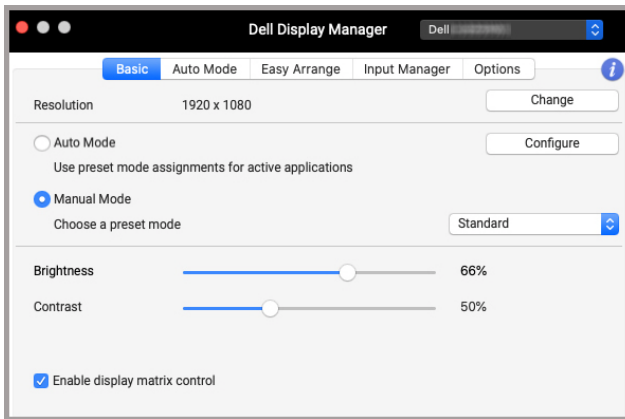 Dell Display Manager
Dell
Basic Auto Mode Easy Arrange Input Manager Options i
Resolution 1920 x 1080 Change
Auto Mode Configure
Use preset mode assignments for active applications
Manual Mode
Choose a preset mode Standard
Brightness 66%
Contrast 50%
Enable display matrix control